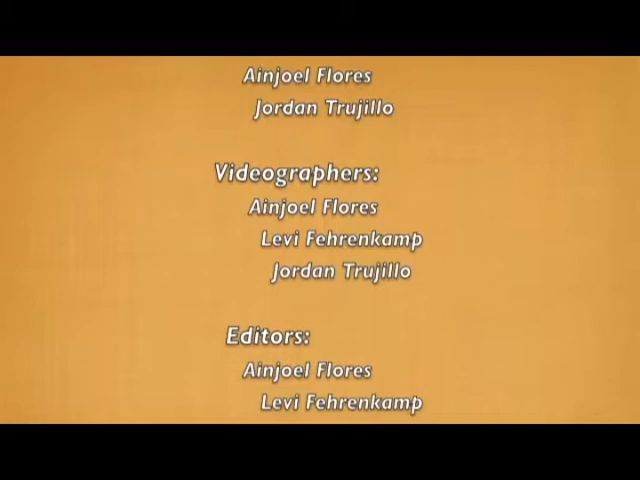 Ainjoel Flores
Jordan Trujillo
Videographers:
Ainjoel Flores
Levi Fehrenkamp
Jordan Trujillo
Editors:
Ainjoel Flores
Levi Fehrenkamp